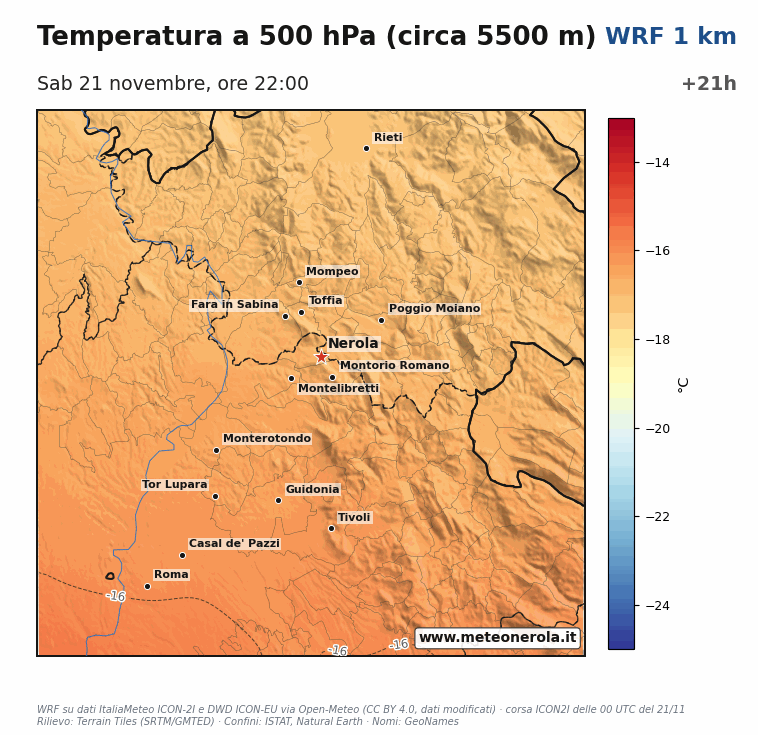 Temperatura a 500 hPa (circa 5500 m) WRF 1 km
Sab 21 novembre, ore 22:00 +21h
Rieti
Mompeo
Fara in Sabina
Toffia
Poggio Moiano
Nerola
Montorio Romano
Montelibretti
Monterotondo
Tor Lupara
Guidonia
Tivoli
Casal de' Pazzi
Roma
-16
-16
-16
www.meteonerola.it
−14
−16
−18
−20
−22
−24
°C
WRF su dati ItaliaMeteo ICON-2I e DWD ICON-EU via Open-Meteo (CC BY 4.0, dati modificati) · corsa ICON2I delle 00 UTC del 21/11
Rilievo: Terrain Tiles (SRTM/GMTED) · Confini: ISTAT, Natural Earth · Nomi: GeoNames